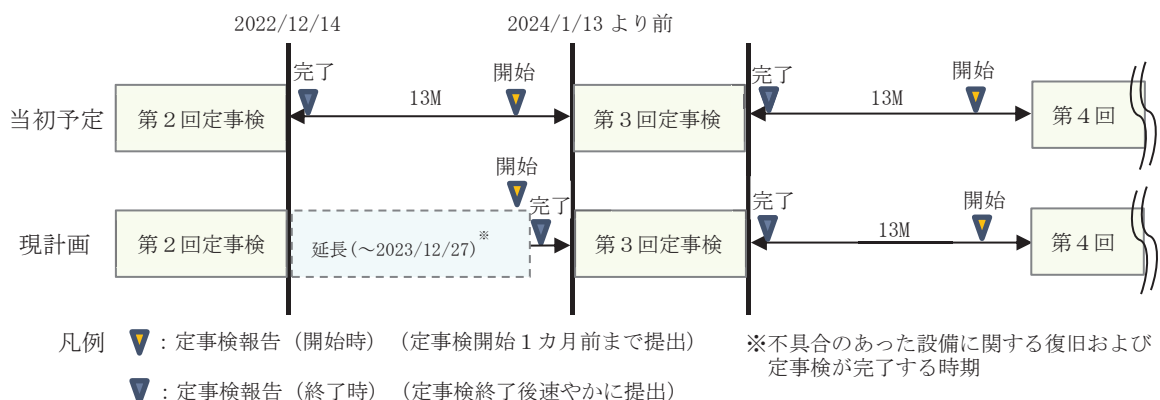 2022/12/14
2024/1/13 より前
完了
開始
完了
開始
当初予定
第2回定事検
13M
第3回定事検
13M
第4回
開始
完了
完了
開始
現計画
第2回定事検
延長(～2023/12/27)※
第3回定事検
13M
第4回
凡例
：定事検報告（開始時）（定事検開始１カ月前まで提出）
：定事検報告（終了時）（定事検終了後速やかに提出）
※不具合のあった設備に関する復旧および
定事検が完了する時期